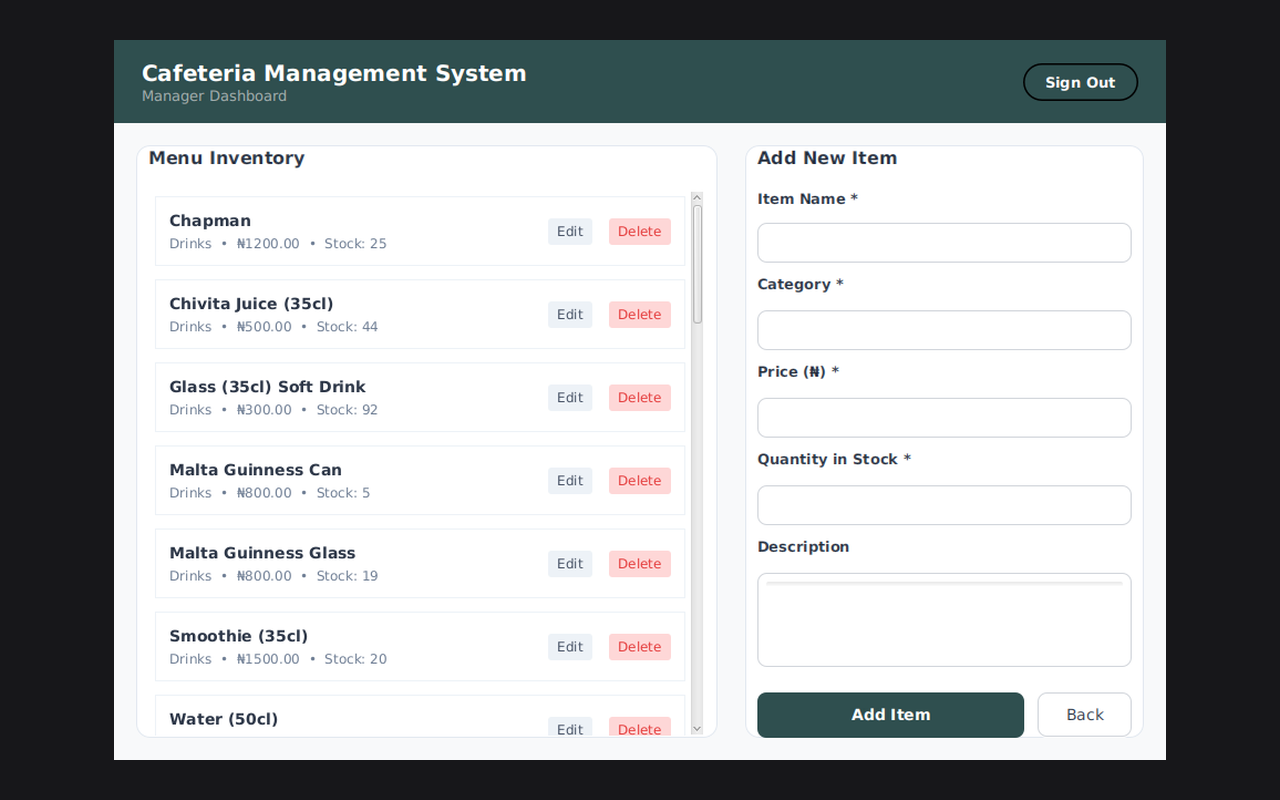 Cafeteria Management System
Manager Dashboard
Sign Out
Menu Inventory
Chapman
Drinks • ₦1200.00 • Stock: 25
Edit
Delete
Chivita Juice (35cl)
Drinks • ₦500.00 • Stock: 44
Edit
Delete
Glass (35cl) Soft Drink
Drinks • ₦300.00 • Stock: 92
Edit
Delete
Malta Guinness Can
Drinks • ₦800.00 • Stock: 5
Edit
Delete
Malta Guinness Glass
Drinks • ₦800.00 • Stock: 19
Edit
Delete
Smoothie (35cl)
Drinks • ₦1500.00 • Stock: 20
Edit
Delete
Water (50cl)
Edit
Delete
Add New Item
Item Name *
Category *
Price (₦) *
Quantity in Stock *
Description
Add Item
Back